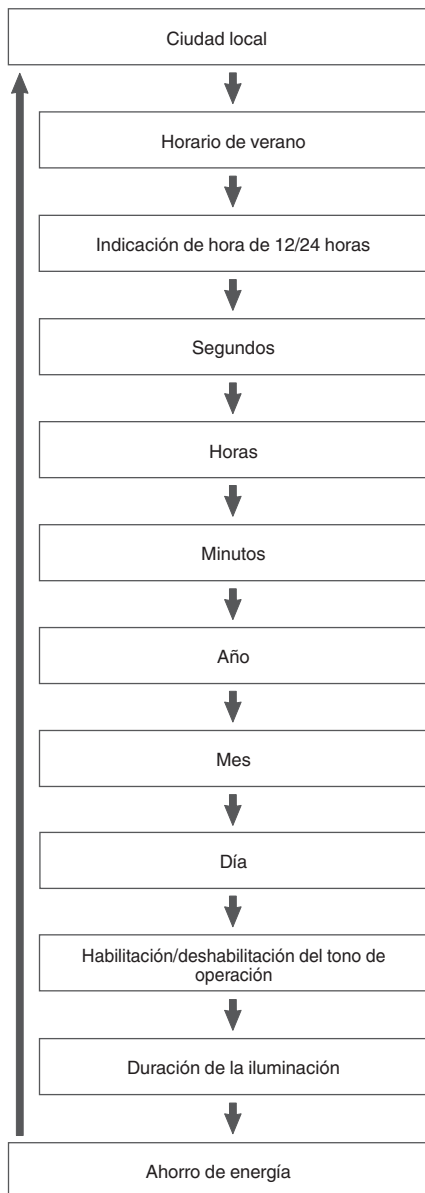 Ciudad local
Horario de verano
Indicación de hora de 12/24 horas
Segundos
Horas
Minutos
Año
Mes
Día
Habilitación/deshabilitación del tono de
operación
Duración de la iluminación
Ahorro de energía